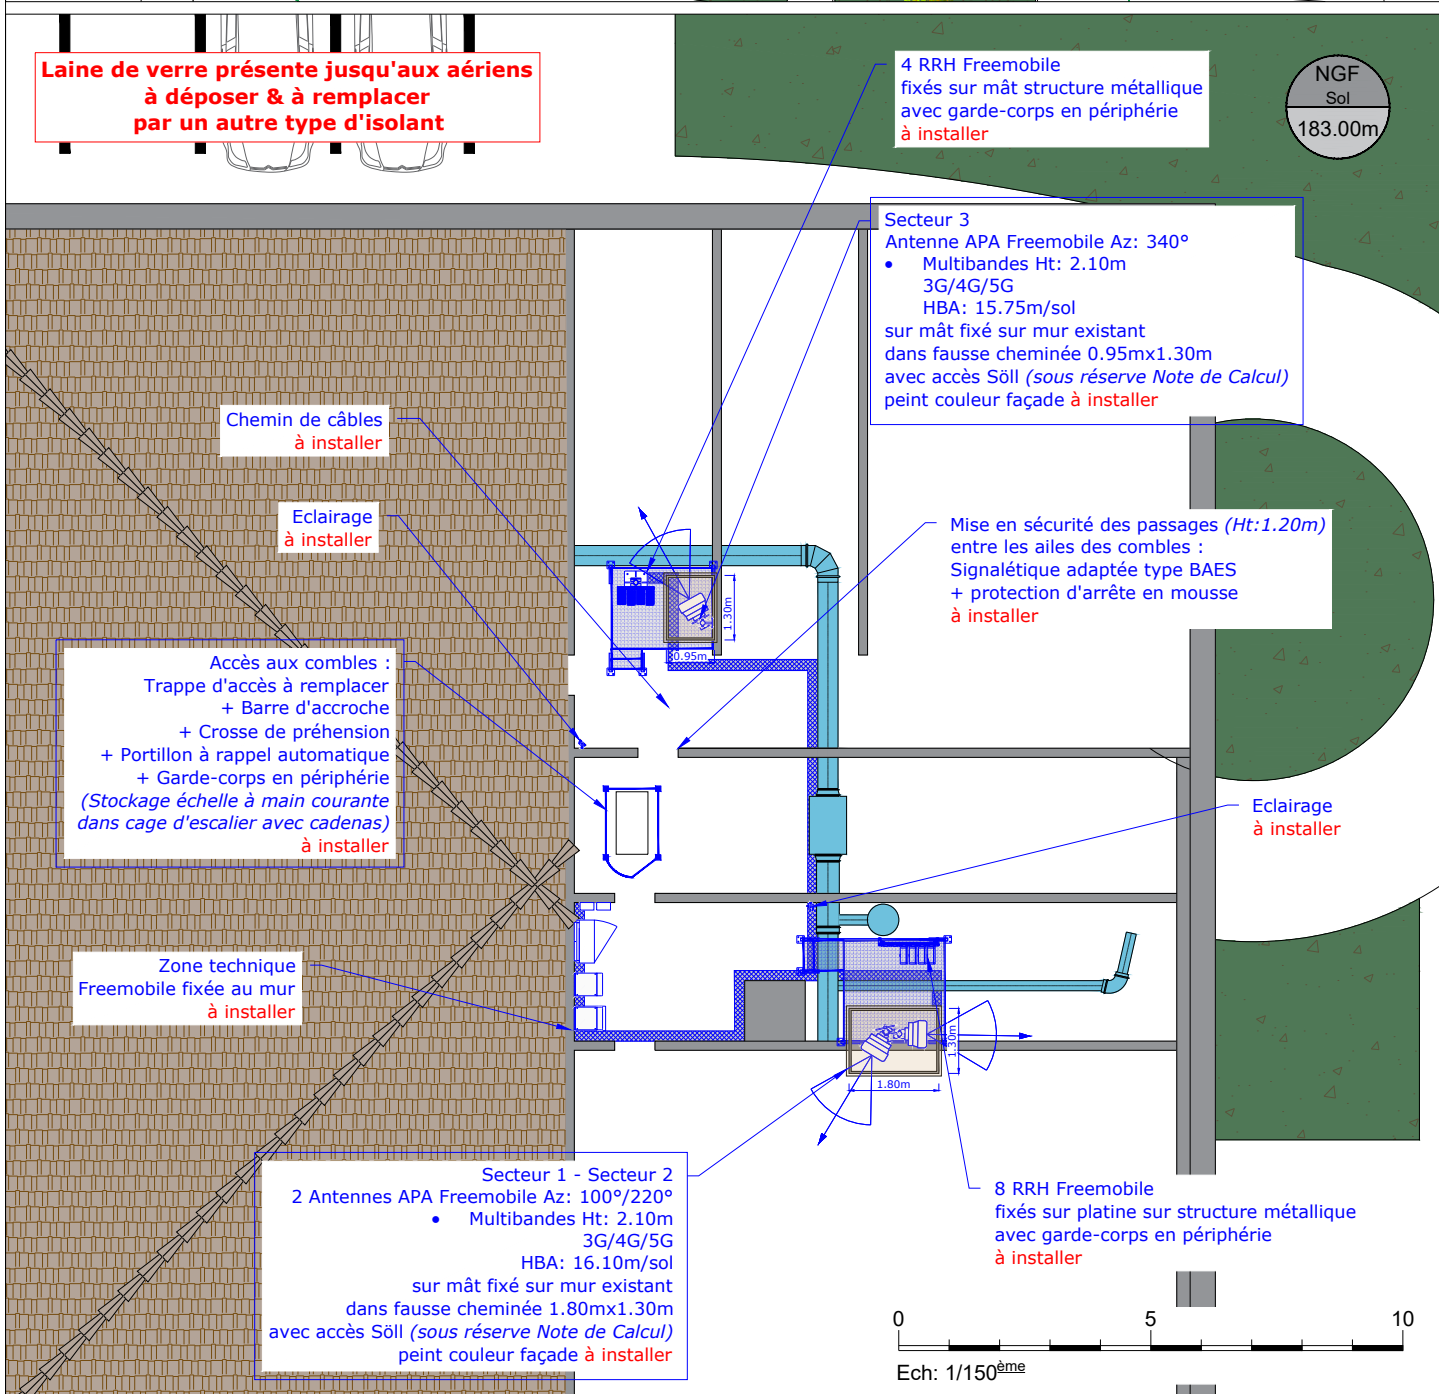 Laine de verre présente jusqu'aux aériens
à déposer & à remplacer
par un autre type d'isolant
4 RRH Freemobile
fixés sur mât structure métallique
avec garde-corps en périphérie
à installer
NGF
Sol
183.00m
Secteur 3
Antenne APA Freemobile Az: 340°
• Multibandes Ht: 2.10m
3G/4G/5G
HBA: 15.75m/sol
sur mât fixé sur mur existant
dans fausse cheminée 0.95mx1.30m
avec accès Söll (sous réserve Note de Calcul)
peint couleur façade à installer
Chemin de câbles
à installer
Eclairage
à installer
Mise en sécurité des passages (Ht:1.20m)
entre les ailes des combles :
Signalétique adaptée type BAES
+ protection d'arrête en mousse
à installer
1.30m
0.95m
Accès aux combles :
Trappe d'accès à remplacer
+ Barre d'accroche
+ Crosse de préhension
+ Portillon à rappel automatique
+ Garde-corps en périphérie
(Stockage échelle à main courante
dans cage d'escalier avec cadenas)
à installer
Eclairage
à installer
Zone technique
Freemobile fixée au mur
à installer
1.30m
1.80m
Secteur 1 - Secteur 2
2 Antennes APA Freemobile Az: 100°/220°
• Multibandes Ht: 2.10m
3G/4G/5G
HBA: 16.10m/sol
sur mât fixé sur mur existant
dans fausse cheminée 1.80mx1.30m
avec accès Söll (sous réserve Note de Calcul)
peint couleur façade à installer
8 RRH Freemobile
fixés sur platine sur structure métallique
avec garde-corps en périphérie
à installer
0 5 10
Ech: 1/150ème